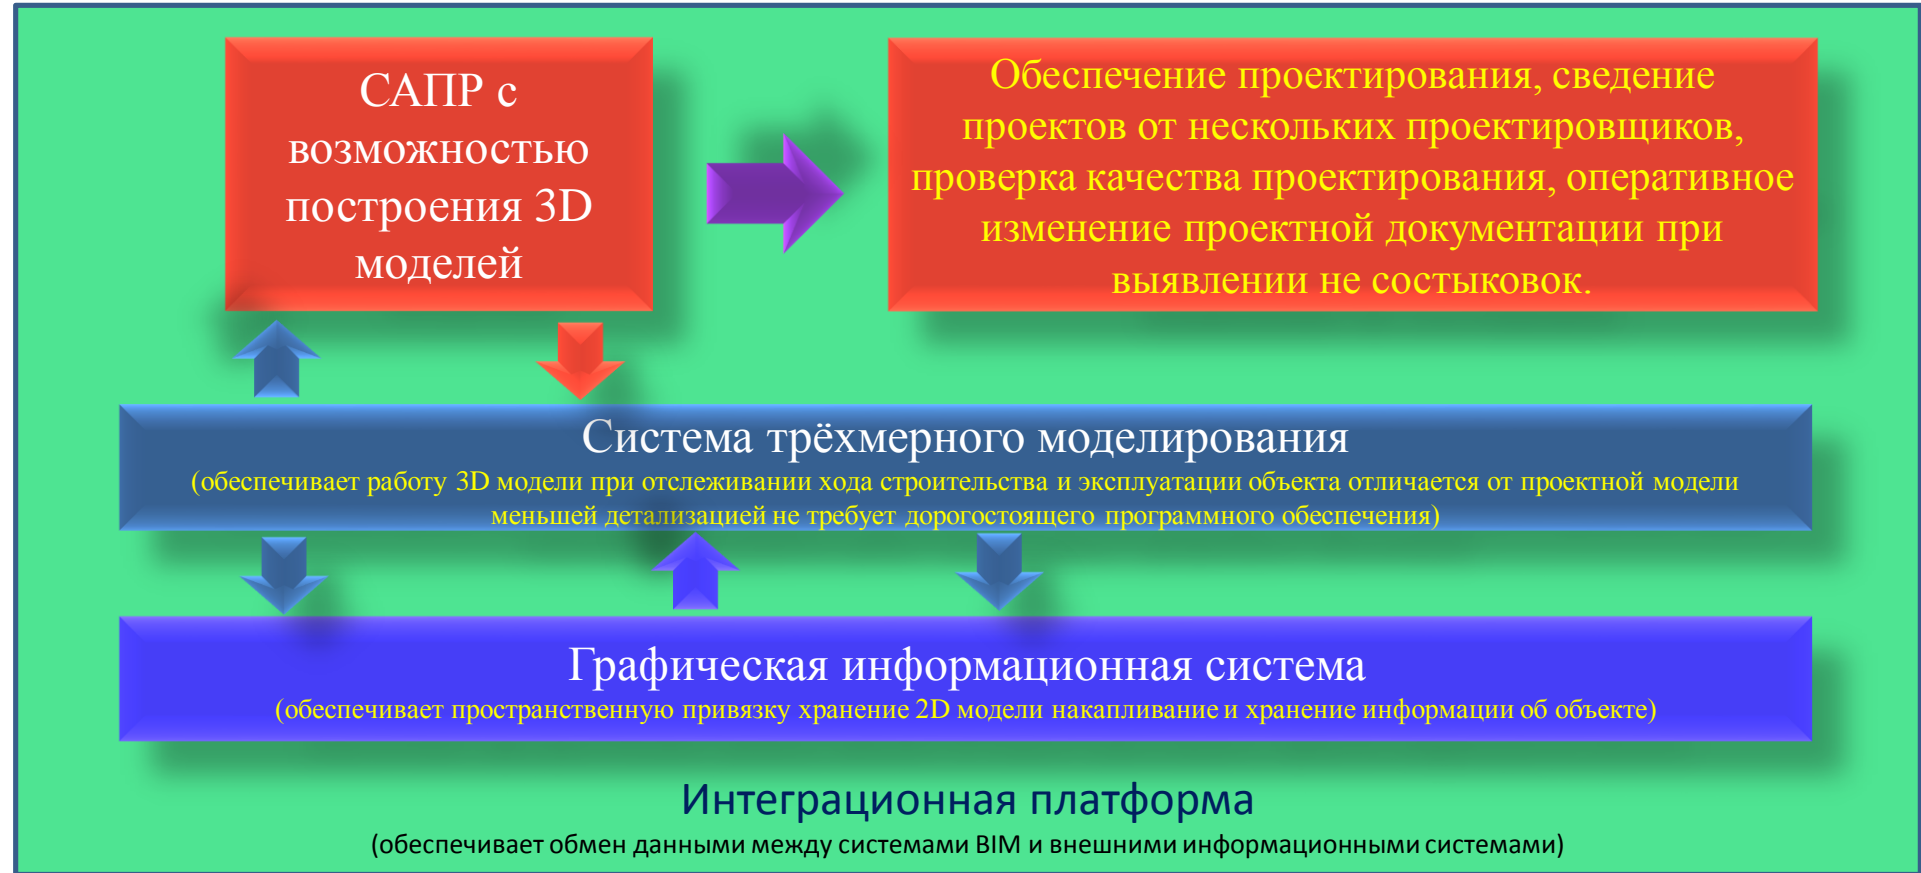 САПР с
возможностью
построения 3D
моделей
Обеспечение проектирования, сведение
проектов от нескольких проектировщиков,
проверка качества проектирования, оперативное
изменение проектной документации при
выявлении не состыковок.
Система трёхмерного моделирования
(обеспечивает работу 3D модели при отслеживании хода строительства и эксплуатации объекта отличается от проектной модели
меньшей детализацией не требует дорогостоящего программного обеспечения)
Графическая информационная система
(обеспечивает пространственную привязку хранение 2D модели накапливание и хранение информации об объекте)
Интеграционная платформа
(обеспечивает обмен данными между системами BIM и внешними информационными системами)